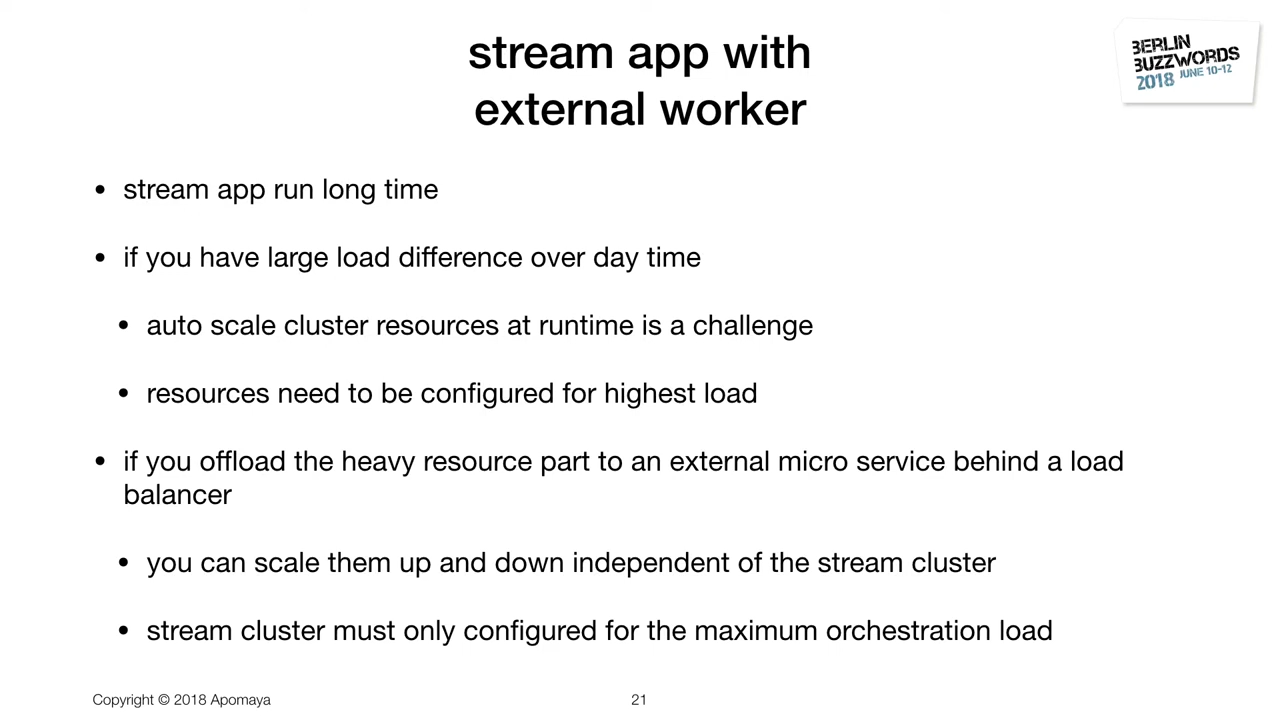 stream app with
external worker
BERLIN
BUZZWORDS
2018 JUNE 10-12
• stream app run long time
• if you have large load difference over day time
• auto scale cluster resources at runtime is a challenge
• resources need to be configured for highest load
• if you offload the heavy resource part to an external micro service behind a load
balancer
• you can scale them up and down independent of the stream cluster
• stream cluster must only configured for the maximum orchestration load
Copyright © 2018 Apomaya
21